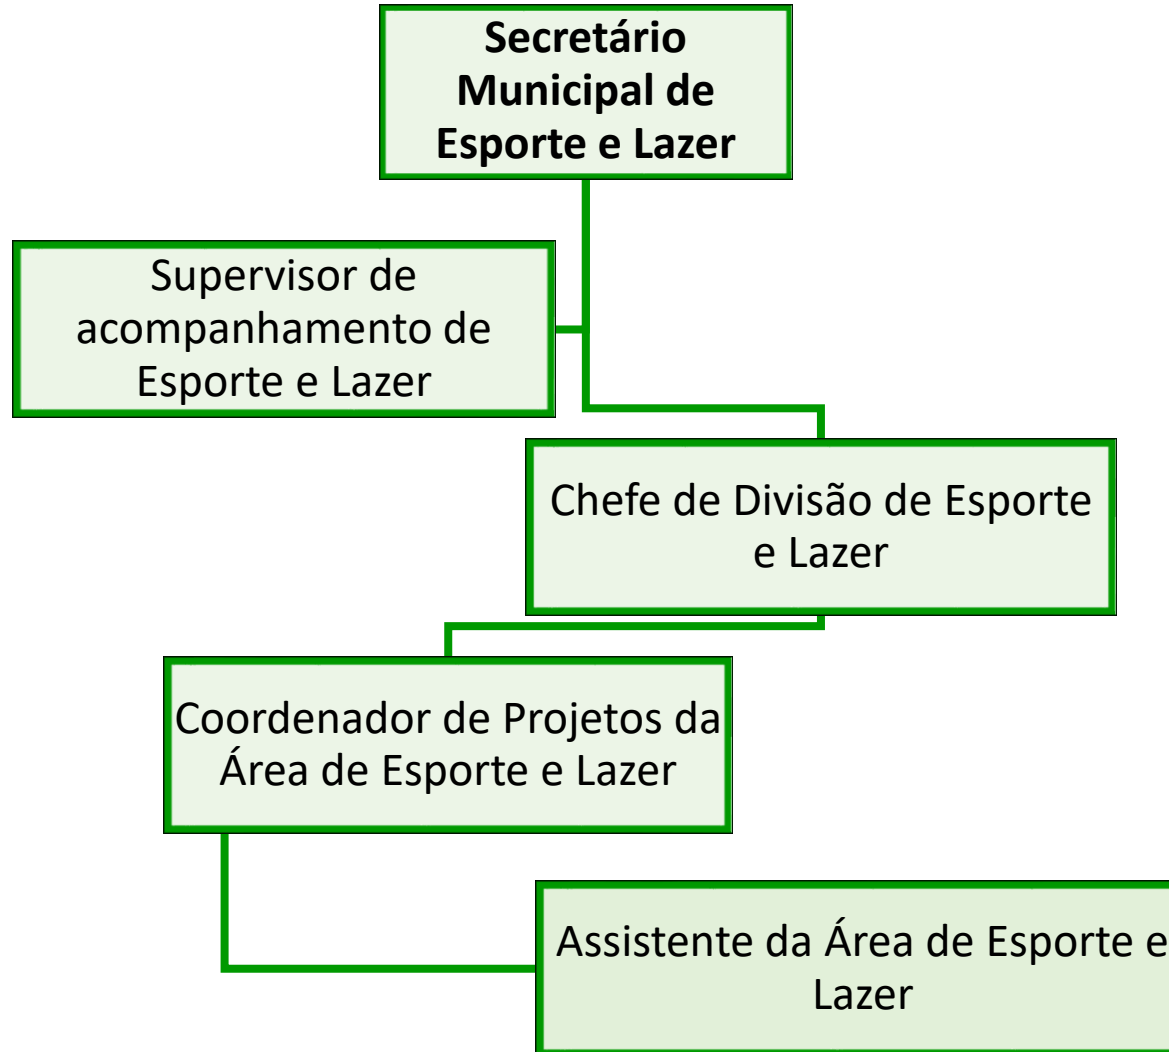 Secretário
Municipal de
Esporte e Lazer
Supervisor de
acompanhamento de
Esporte e Lazer
Chefe de Divisão de Esporte
e Lazer
Coordenador de Projetos da
Área de Esporte e Lazer
Assistente da Área de Esporte e
Lazer